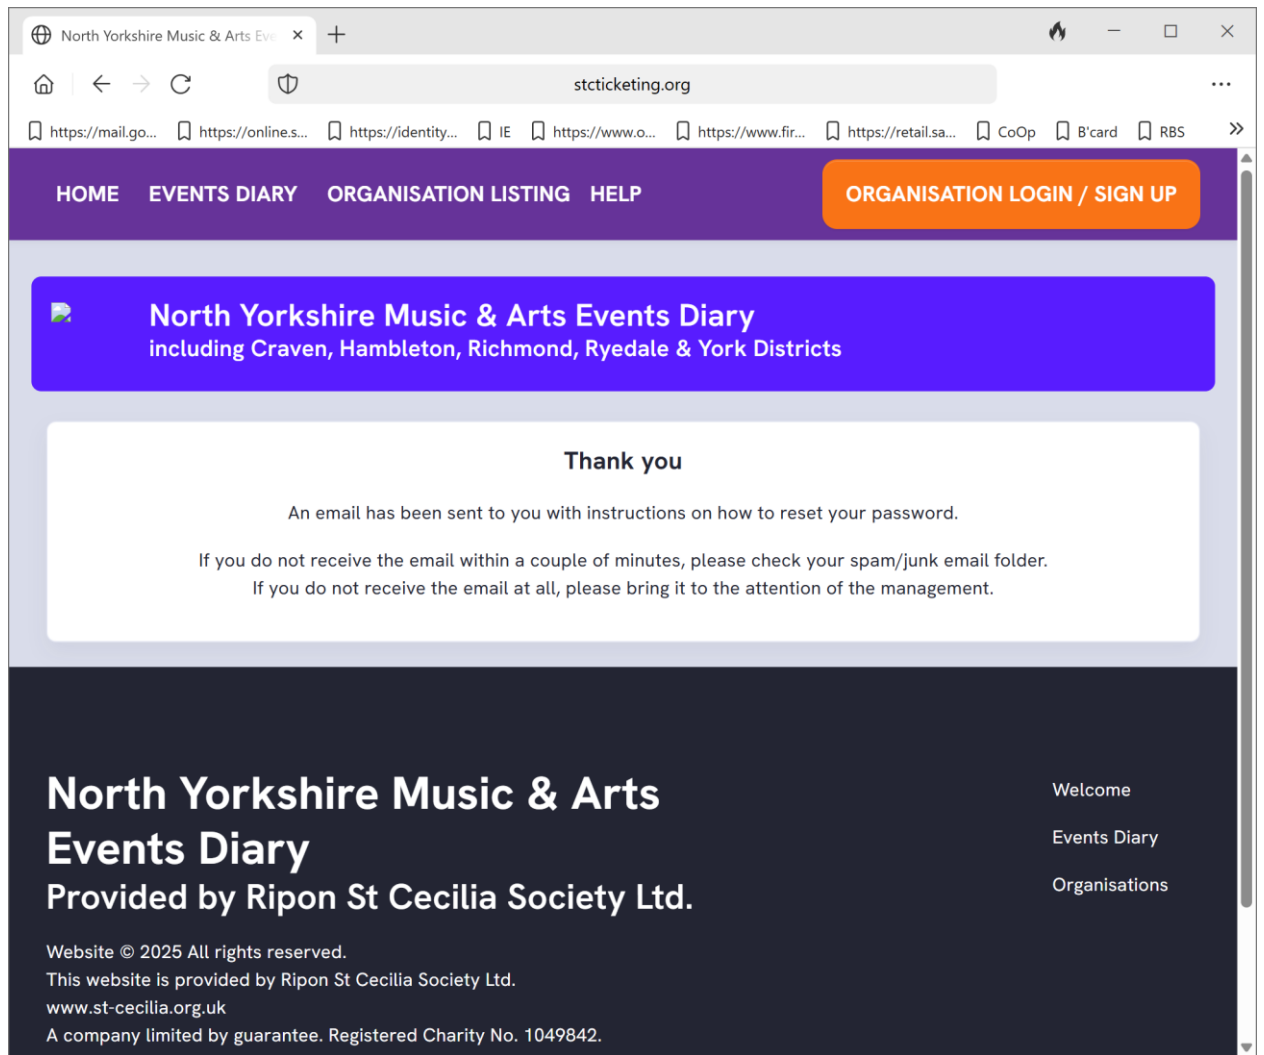 North Yorkshire Music & Arts Eve
stcticketing.org
https://mail.go... https://online.s... https://identity... IE https://www.o... https://www.fir... https://retail.sa... CoOp B'card RBS
HOME EVENTS DIARY ORGANISATION LISTING HELP ORGANISATION LOGIN / SIGN UP
North Yorkshire Music & Arts Events Diary
including Craven, Hambleton, Richmond, Ryedale & York Districts
Thank you
An email has been sent to you with instructions on how to reset your password.
If you do not receive the email within a couple of minutes, please check your spam/junk email folder.
If you do not receive the email at all, please bring it to the attention of the management.
North Yorkshire Music & Arts
Events Diary
Provided by Ripon St Cecilia Society Ltd.
Website © 2025 All rights reserved.
This website is provided by Ripon St Cecilia Society Ltd.
www.st-cecilia.org.uk
A company limited by guarantee. Registered Charity No. 1049842.
Welcome
Events Diary
Organisations